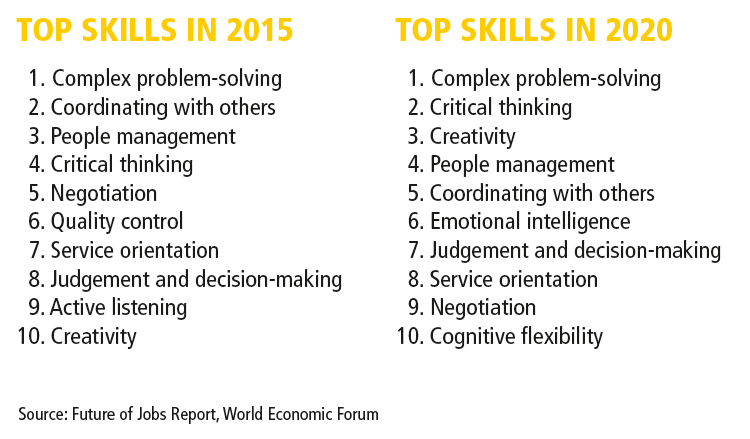 TOP SKILLS IN 2015
1. Complex problem-solving
2. Coordinating with others
3. People management
4. Critical thinking
5. Negotiation
6. Quality control
7. Service orientation
8. Judgement and decision-making
9. Active listening
10. Creativity
TOP SKILLS IN 2020
1. Complex problem-solving
2. Critical thinking
3. Creativity
4. People management
5. Coordinating with others
6. Emotional intelligence
7. Judgement and decision-making
8. Service orientation
9. Negotiation
10. Cognitive flexibility
Source: Future of Jobs Report, World Economic Forum